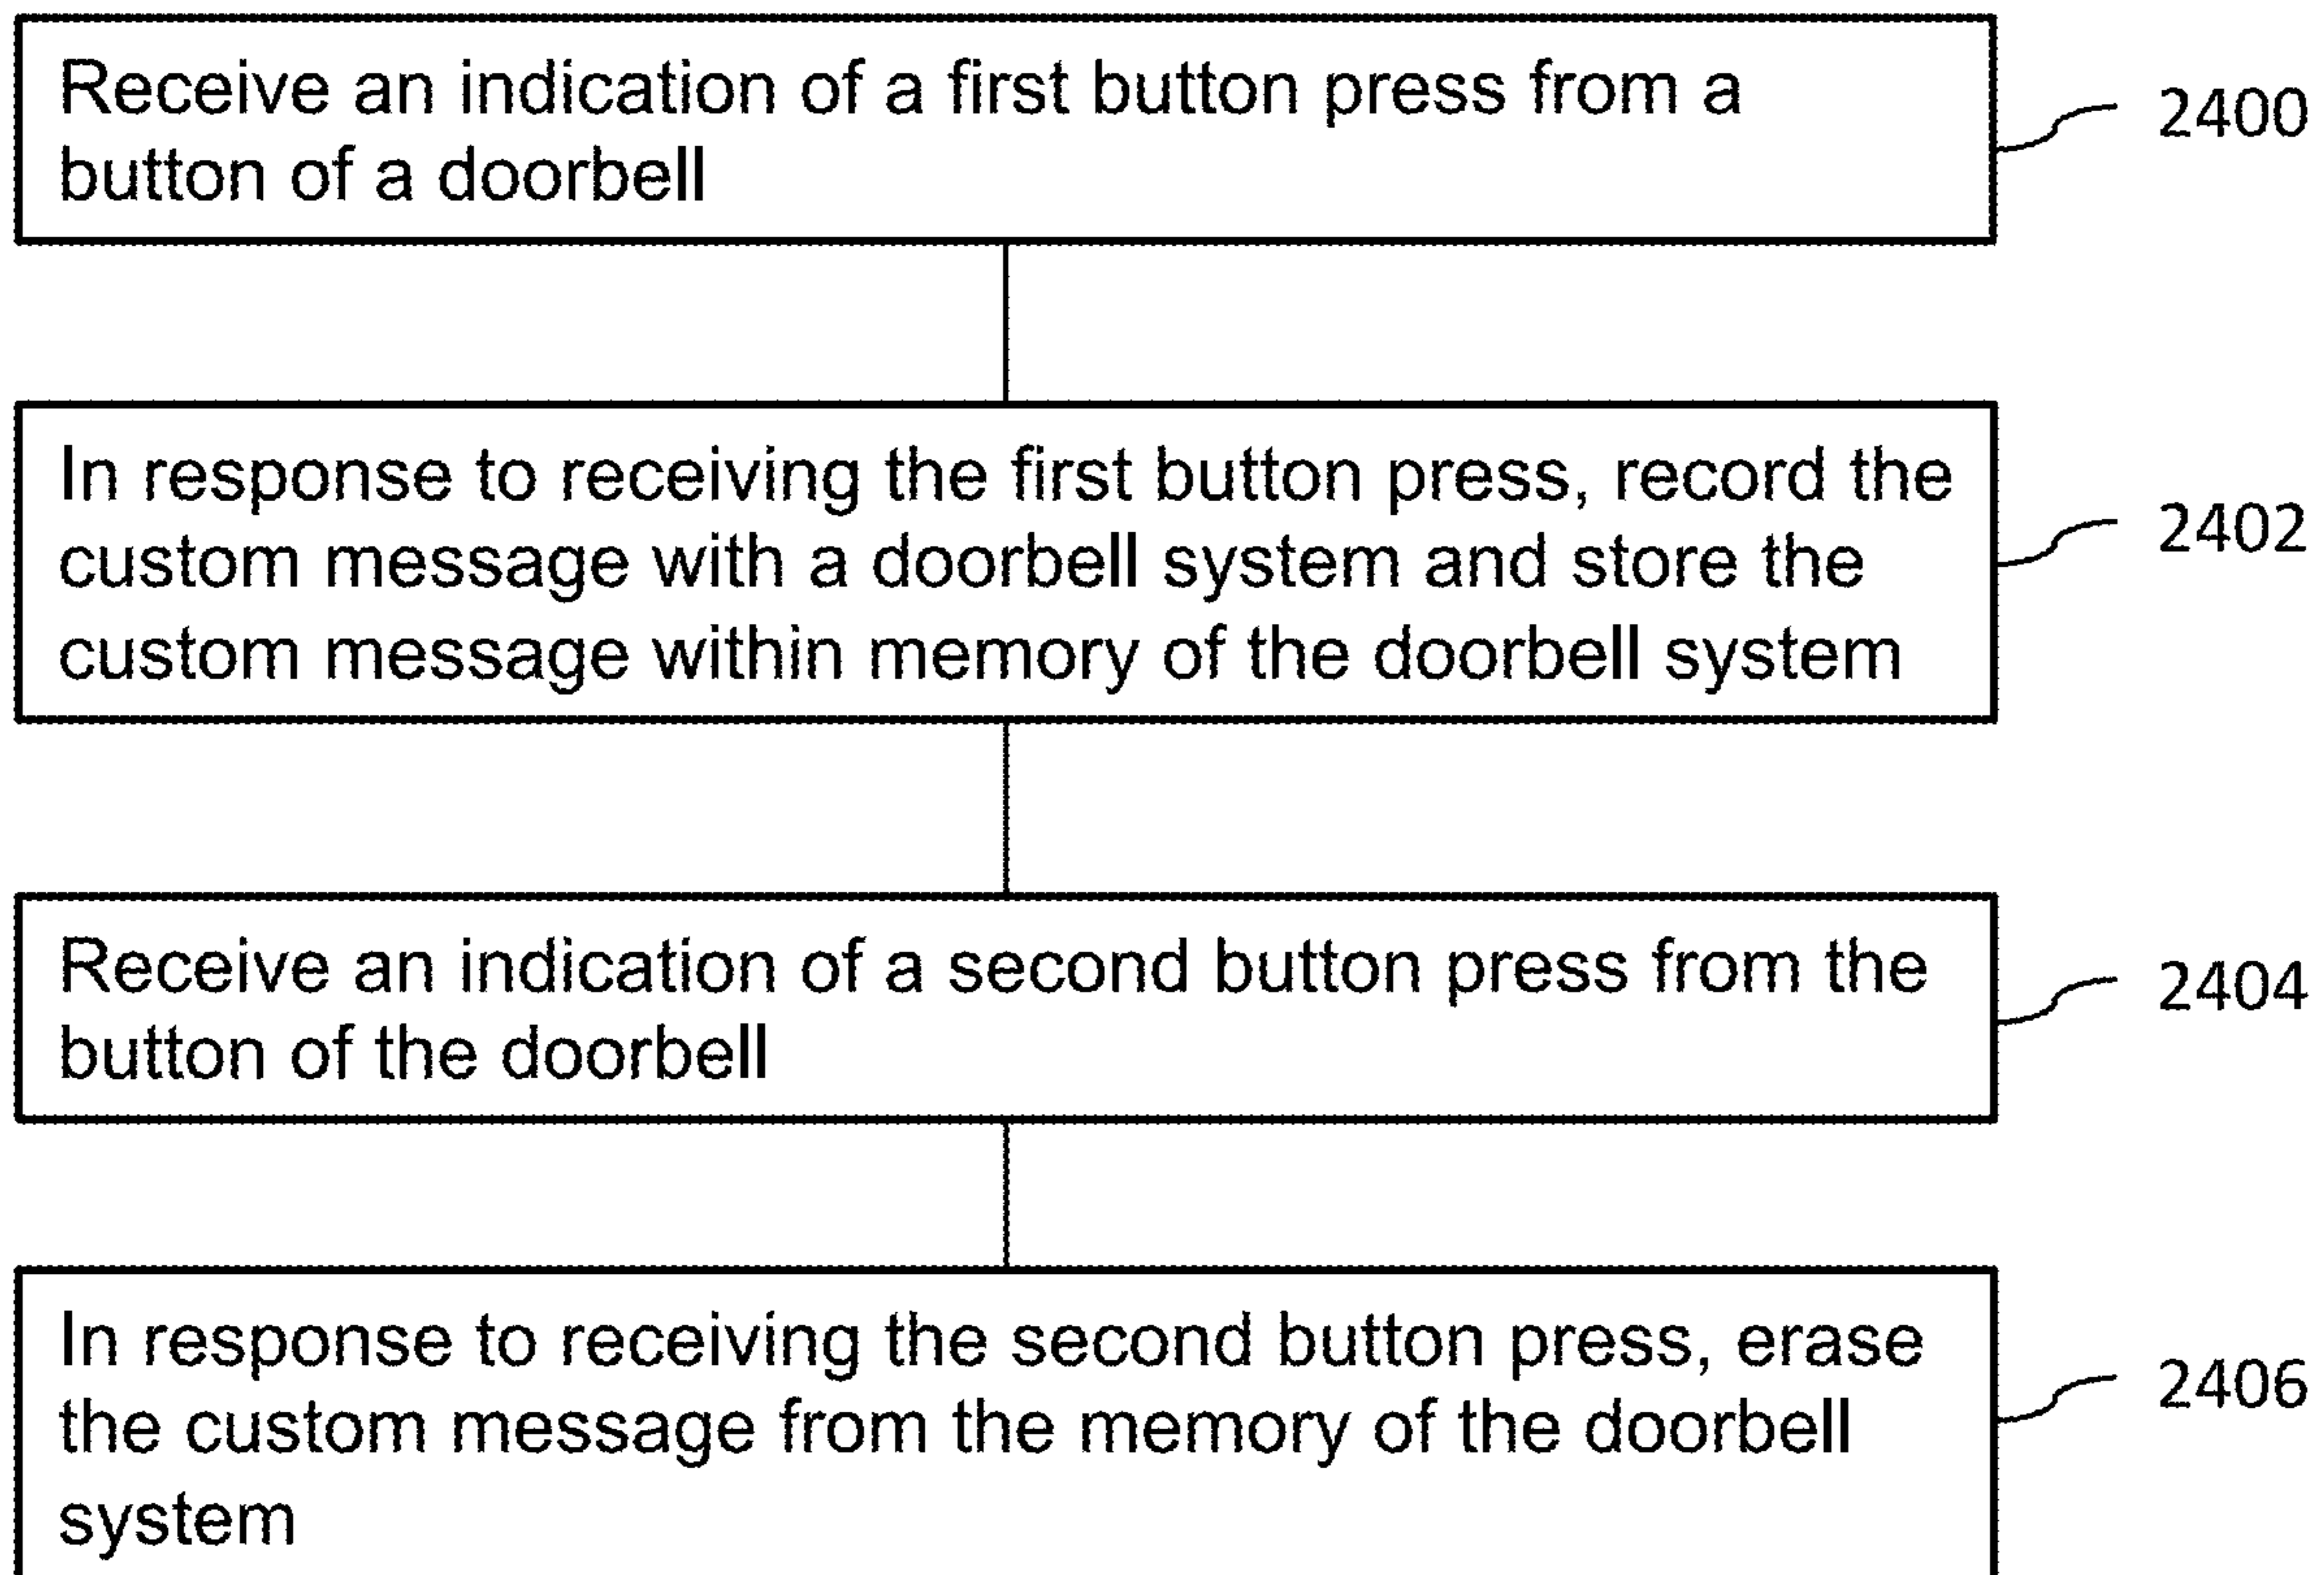 Receive an indication of a first button press from a
button of a doorbell
2400
In response to receiving the first button press, record the
custom message with a doorbell system and store the
custom message within memory of the doorbell system
2402
Receive an indication of a second button press from the
button of the doorbell
2404
In response to receiving the second button press, erase
the custom message from the memory of the doorbell
system
2406